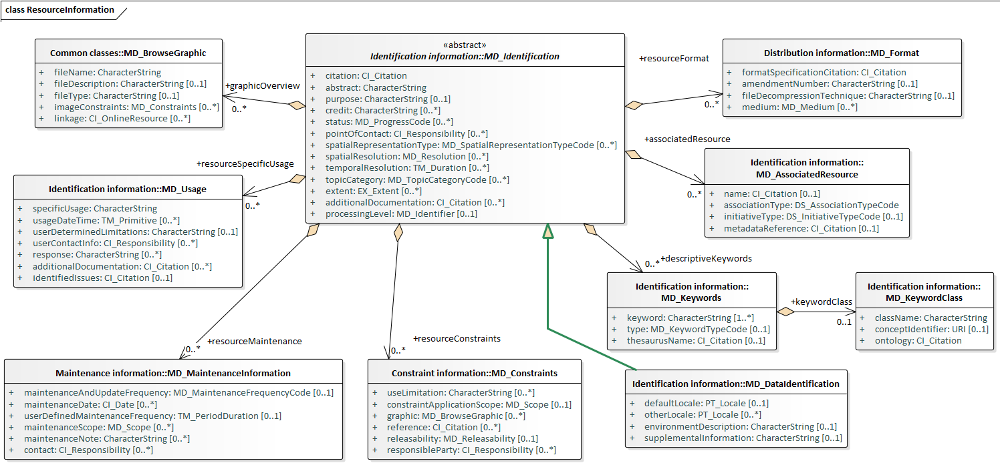 class ResourceInformation
Common classes::MD_BrowseGraphic
+ fileName: CharacterString
+ fileDescription: CharacterString [0..1]
+ fileType: CharacterString [0..1]
+ imageConstraints: MD_Constraints [0..*]
+ linkage: CI_OnlineResource [0..*]
+graphicOverview
0..*
«abstract»
Identification information::MD_Identification
+ citation: CI_Citation
+ abstract: CharacterString
+ purpose: CharacterString [0..1]
+ credit: CharacterString [0..*]
+ status: MD_ProgressCode [0..*]
+ pointOfContact: CI_Responsibility [0..*]
+ spatialRepresentationType: MD_SpatialRepresentationTypeCode [0..*]
+ spatialResolution: MD_Resolution [0..*]
+ temporalResolution: TM_Duration [0..*]
+ topicCategory: MD_TopicCategoryCode [0..*]
+ extent: EX_Extent [0..*]
+ additionalDocumentation: CI_Citation [0..*]
+ processingLevel: MD_Identifier [0..1]
+resourceFormat
0..*
Distribution information::MD_Format
+ formatSpecificationCitation: CI_Citation
+ amendmentNumber: CharacterString [0..1]
+ fileDecompressionTechnique: CharacterString [0..1]
+ medium: MD_Medium [0..*]
+associatedResource
0..*
Identification information::
MD_AssociatedResource
+ name: CI_Citation [0..1]
+ associationType: DS_AssociationTypeCode
+ initiativeType: DS_InitiativeTypeCode [0..1]
+ metadataReference: CI_Citation [0..1]
+resourceSpecificUsage
0..*
Identification information::MD_Usage
+ specificUsage: CharacterString
+ usageDateTime: TM_Primitive [0..*]
+ userDeterminedLimitations: CharacterString [0..1]
+ userContactInfo: CI_Responsibility [0..*]
+ response: CharacterString [0..*]
+ additionalDocumentation: CI_Citation [0..*]
+ identifiedIssues: CI_Citation [0..1]
+descriptiveKeywords
0..*
Identification information::
MD_Keywords
+ keyword: CharacterString [1..*]
+ type: MD_KeywordTypeCode [0..1]
+ thesaurusName: CI_Citation [0..1]
+keywordClass
0..1
Identification information::
MD_KeywordClass
+ className: CharacterString
+ conceptIdentifier: URI [0..1]
+ ontology: CI_Citation
+resourceMaintenance
0..*
Maintenance information::MD_MaintenanceInformation
+ maintenanceAndUpdateFrequency: MD_MaintenanceFrequencyCode [0..1]
+ maintenanceDate: CI_Date [0..*]
+ userDefinedMaintenanceFrequency: TM_PeriodDuration [0..1]
+ maintenanceScope: MD_Scope [0..*]
+ maintenanceNote: CharacterString [0..*]
+ contact: CI_Responsibility [0..*]
+resourceConstraints
0..*
Constraint information::MD_Constraints
+ useLimitation: CharacterString [0..*]
+ constraintApplicationScope: MD_Scope [0..1]
+ graphic: MD_BrowseGraphic [0..*]
+ reference: CI_Citation [0..*]
+ releasability: MD_Releasability [0..1]
+ responsibleParty: CI_Responsibility [0..*]
Identification information::MD_DataIdentification
+ defaultLocale: PT_Locale [0..1]
+ otherLocale: PT_Locale [0..*]
+ environmentDescription: CharacterString [0..1]
+ supplementalInformation: CharacterString [0..1]